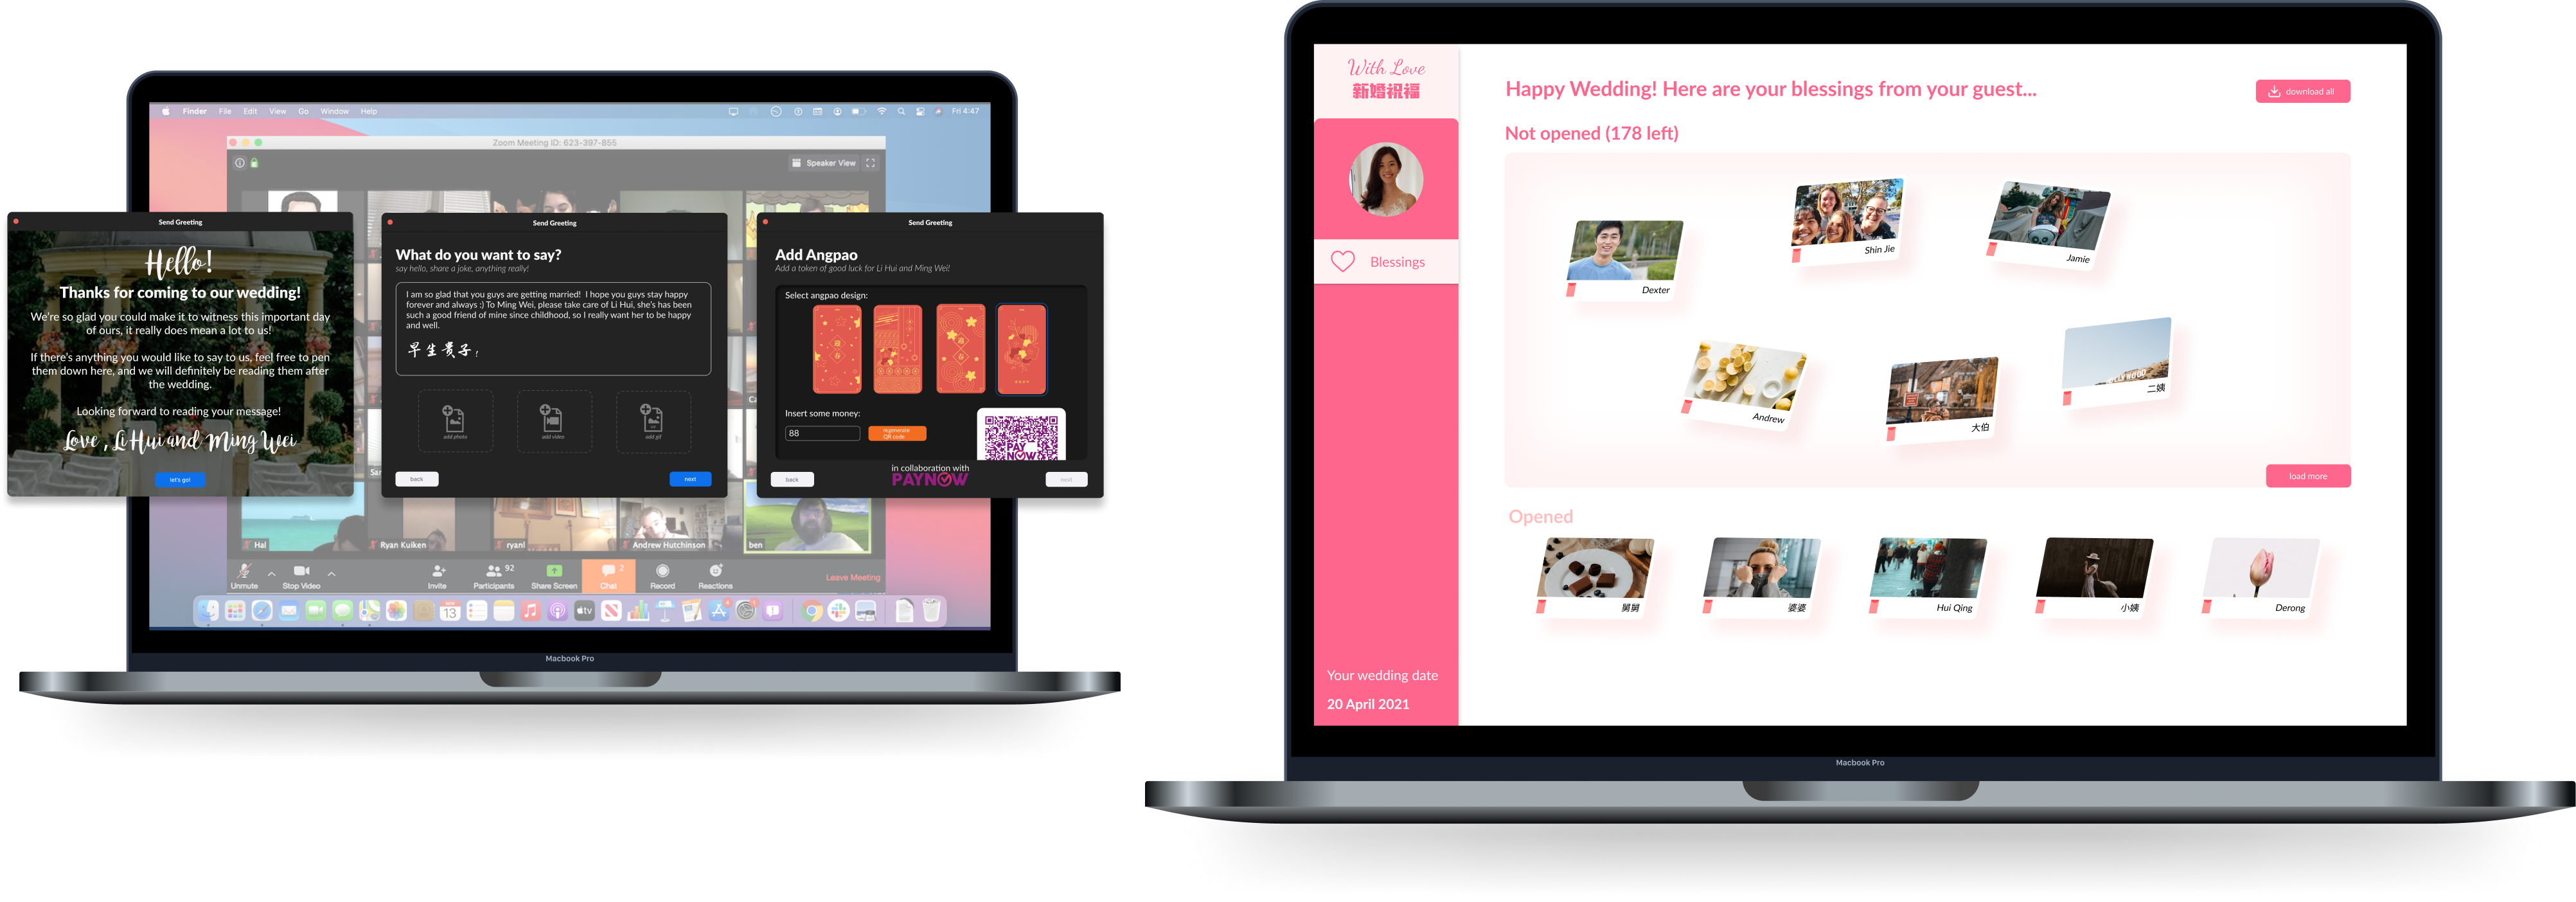 Finder File Edit View Go Window Help
Fri 4:47
Zoom Meeting ID: 623-397-855
Speaker View
Send Greeting
Hello!
Thanks for coming to our wedding!
We're so glad you could make it to witness this important day
of ours, it really does mean a lot to us!
If there's anything you would like to say to us, feel free to pen
them down here, and we will definitely be reading them after
the wedding.
Looking forward to reading your message!
Love , Li Hui and Ming Wei
let's go!
Send Greeting
What do you want to say?
say hello, share a joke, anything really!
I am so glad that you guys are getting married! I hope you guys stay happy
forever and always :) To Ming Wei, please take care of Li Hui, she's has been
such a good friend of mine since childhood, so I really want her to be happy
and well.
早生贵子!
add photo
add video
add gif
back
next
Send Greeting
Add Angpao
Add a token of good luck for Li Hui and Ming Wei!
Select angpao design:
Insert some money:
88
regenerate
QR code
PAY
NOW
in collaboration with
PAYNOW
back
next
Hal
Ryan Kuiken
ryanl
Andrew Hutchinson
ben
Unmute
Stop Video
Invite
92
Participants
Share Screen
2
Chat
Record
Reactions
Leave Meeting
NOV
13
tv
Macbook Pro
With Love
新婚祝福
Blessings
Your wedding date
20 April 2021
Happy Wedding! Here are your blessings from your guest...
download all
Not opened (178 left)
Dexter
Shin Jie
Jamie
Andrew
大伯
二姨
load more
Opened
舅舅
婆婆
Hui Qing
小姨
Derong
Macbook Pro